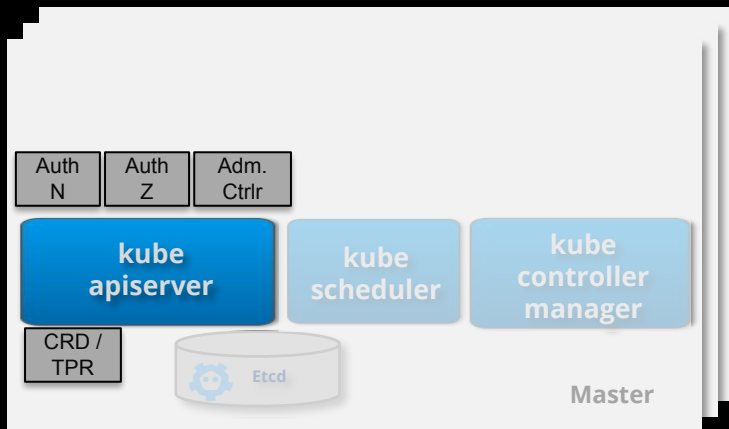 Auth
N
Auth
Z
Adm.
Ctrlr
kube
apiserver
kube
scheduler
kube
controller
manager
CRD /
TPR
Etcd
Master